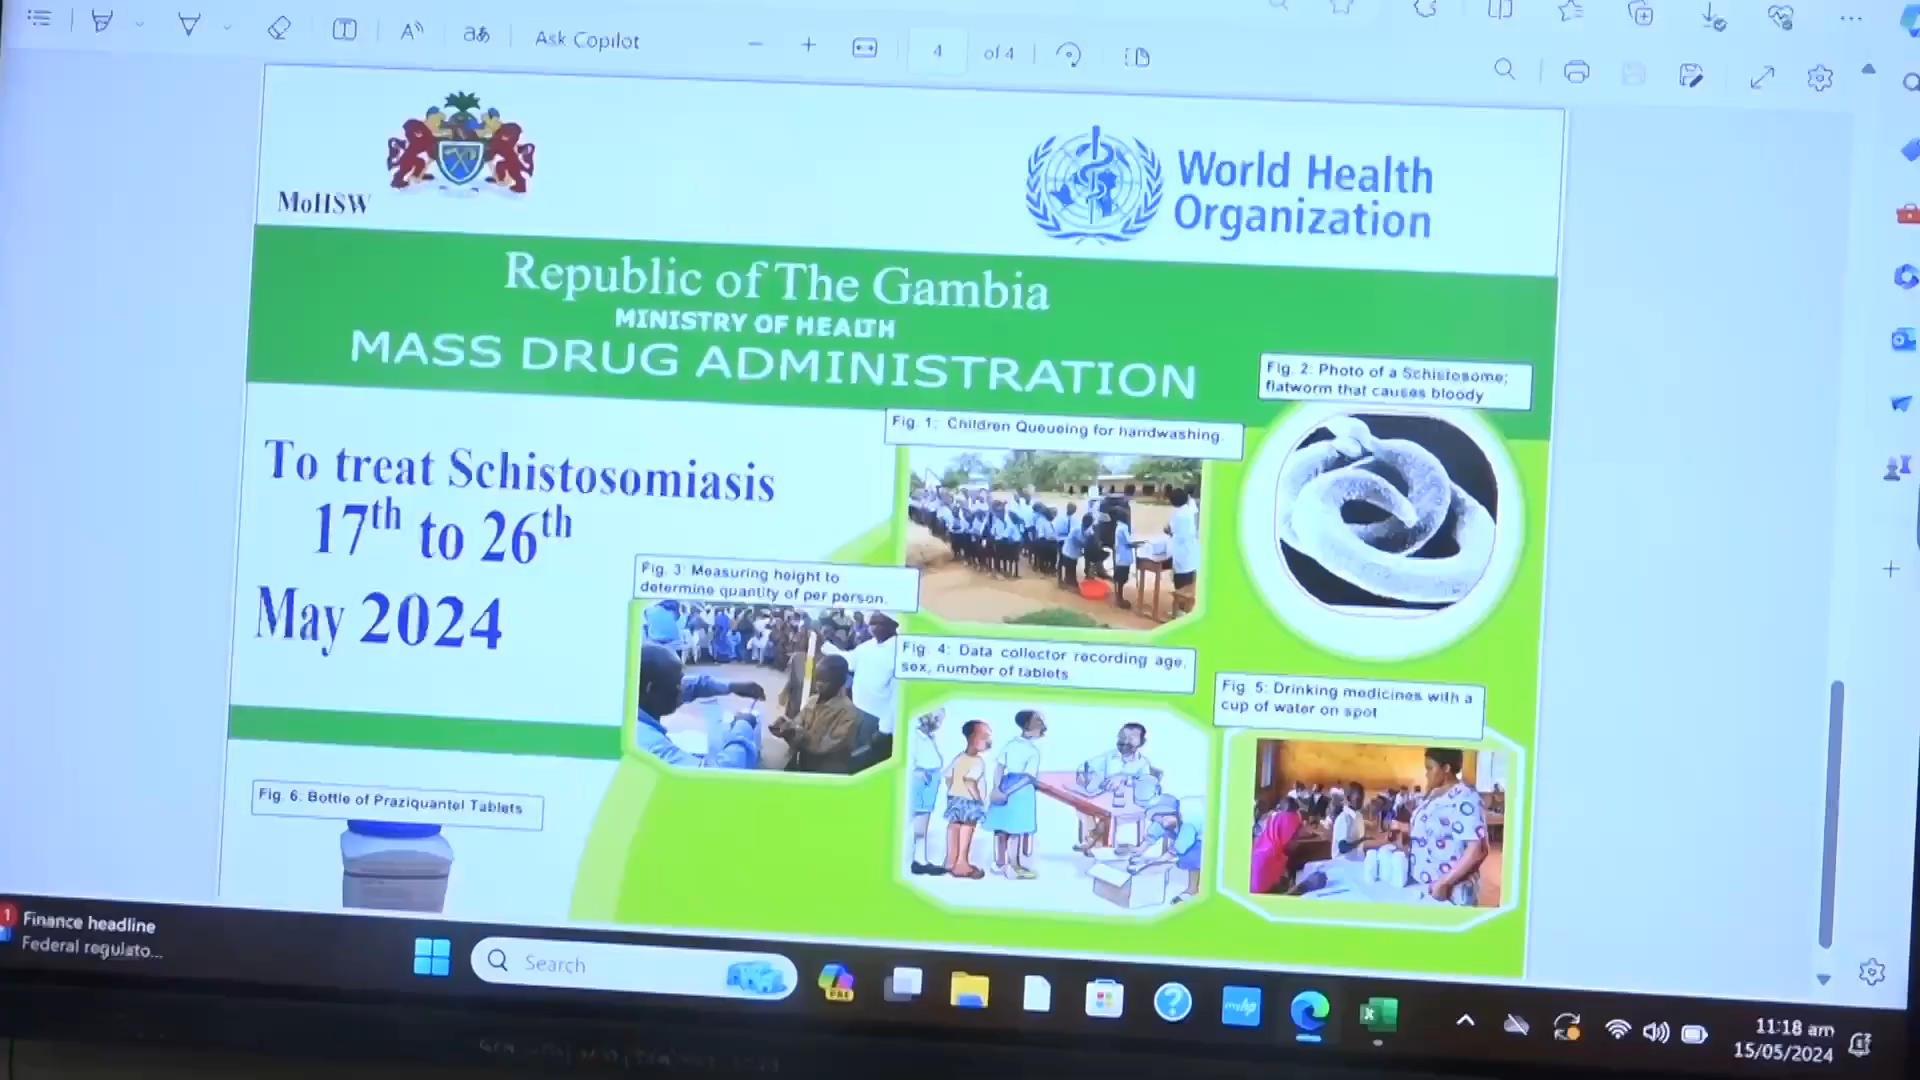 Ask Copilot
4
of 4
MoHSW
World Health
Organization
Republic of The Gambia
MINISTRY OF HEALTH
MASS DRUG ADMINISTRATION
Fig. 2: Photo of a Schistosome;
flatworm that causes bloody
Fig. 1: Children Queueing for handwashing.
To treat Schistosomiasis
17th to 26th
May 2024
Fig. 3: Measuring height to
determine quantity of per person.
Fig. 4: Data collector recording age,
sex, number of tablets
Fig. 5: Drinking medicines with a
cup of water on spot
Fig. 6: Bottle of Praziquantel Tablets
1
Finance headline
Federal regulato...
Search
PRE
myhp
11:18 am
15/05/2024